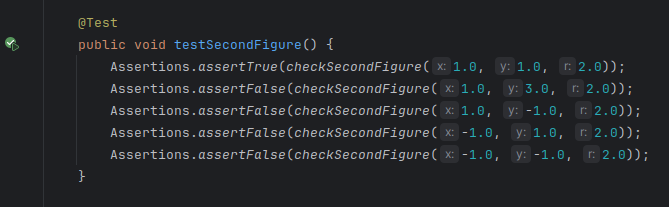 @Test
public void testSecondFigure() {
Assertions.assertTrue(checkSecondFigure( x: 1.0, y: 1.0, r: 2.0));
Assertions.assertFalse(checkSecondFigure( x: 1.0, y: 3.0, r: 2.0));
Assertions.assertFalse(checkSecondFigure( x: 1.0, y: -1.0, r: 2.0));
Assertions.assertFalse(checkSecondFigure( x: -1.0, y: 1.0, r: 2.0));
Assertions.assertFalse(checkSecondFigure( x: -1.0, y: -1.0, r: 2.0));
}